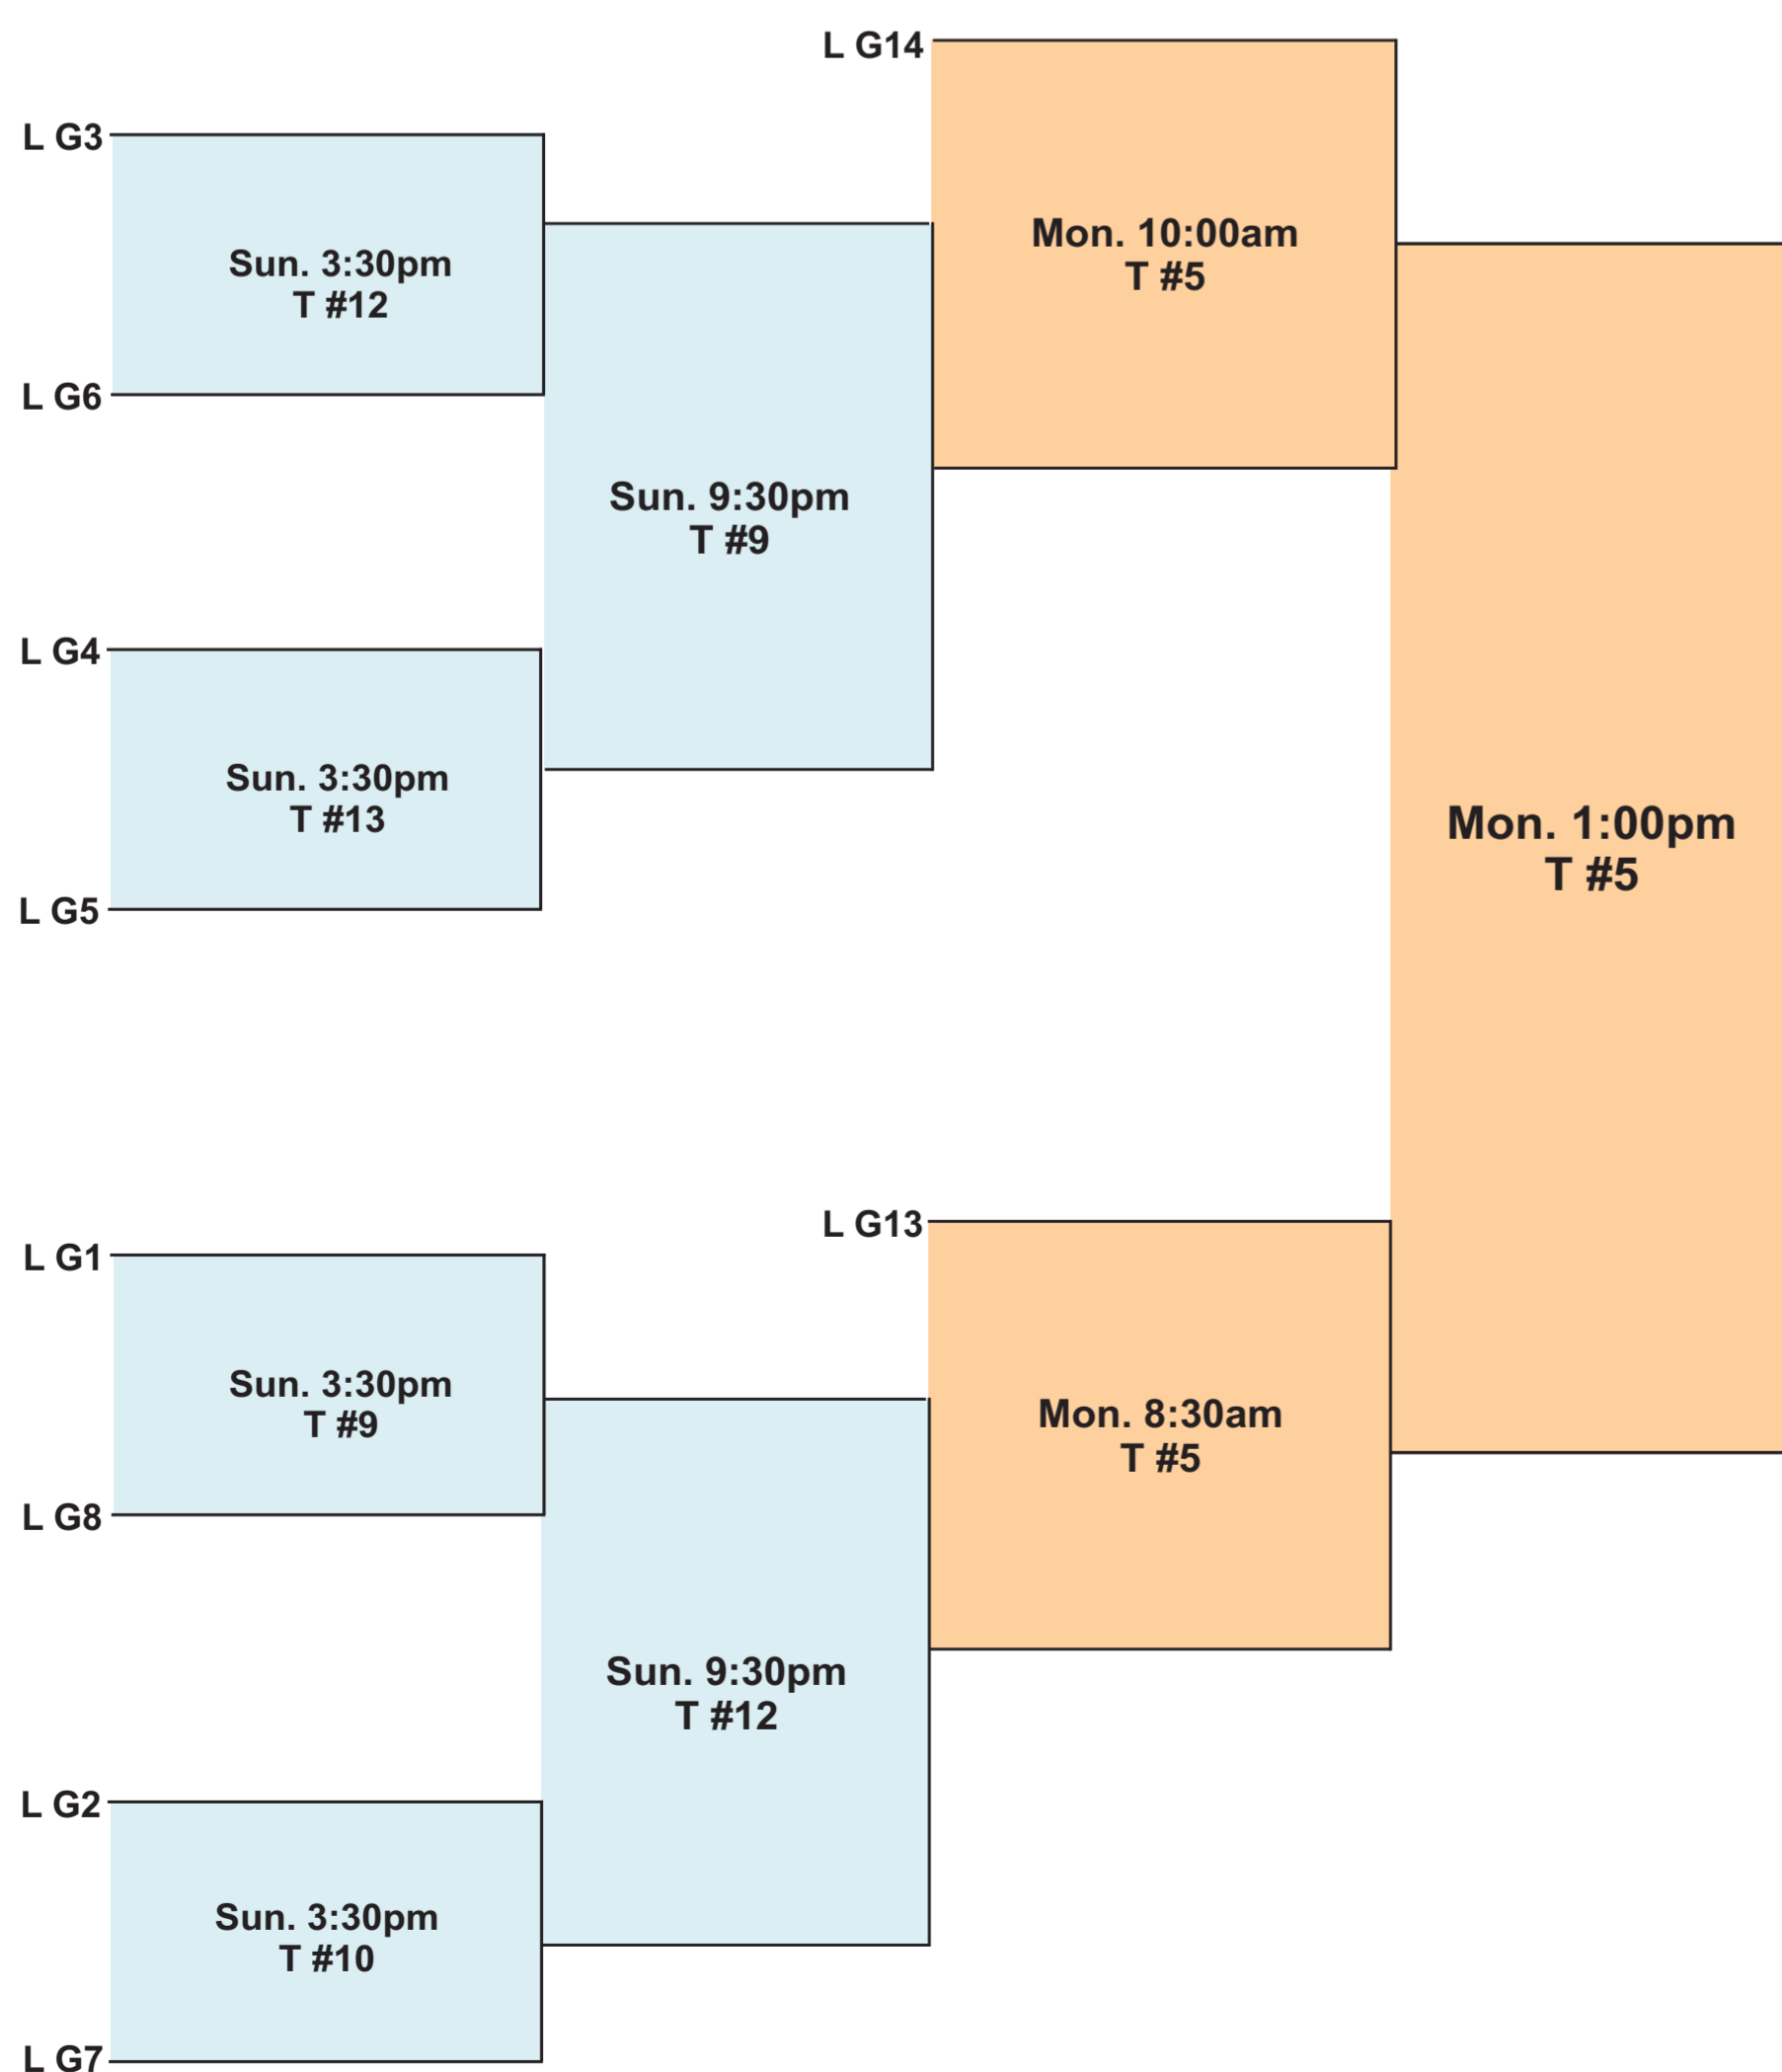 L G14
L G3
Sun. 3:30pm
T #12
L G6
Mon. 10:00am
T #5
Sun. 9:30pm
T #9
L G4
Sun. 3:30pm
T #13
L G5
Mon. 1:00pm
T #5
L G13
L G1
Sun. 3:30pm
T #9
L G8
Mon. 8:30am
T #5
Sun. 9:30pm
T #12
L G2
Sun. 3:30pm
T #10
L G7